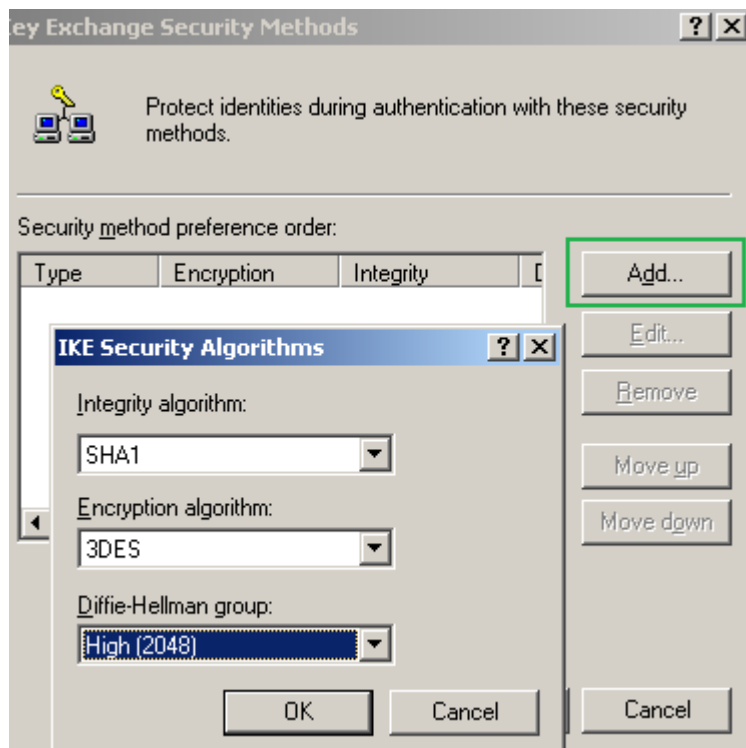 ey Exchange Security Methods
Protect identities during authentication with these security
methods.
Security method preference order:
Type Encryption Integrity
Add...
Edit...
Remove
Move up
Move down
IKE Security Algorithms
Integrity algorithm:
SHA1
Encryption algorithm:
3DES
Diffie-Hellman group:
High (2048)
OK Cancel
Cancel